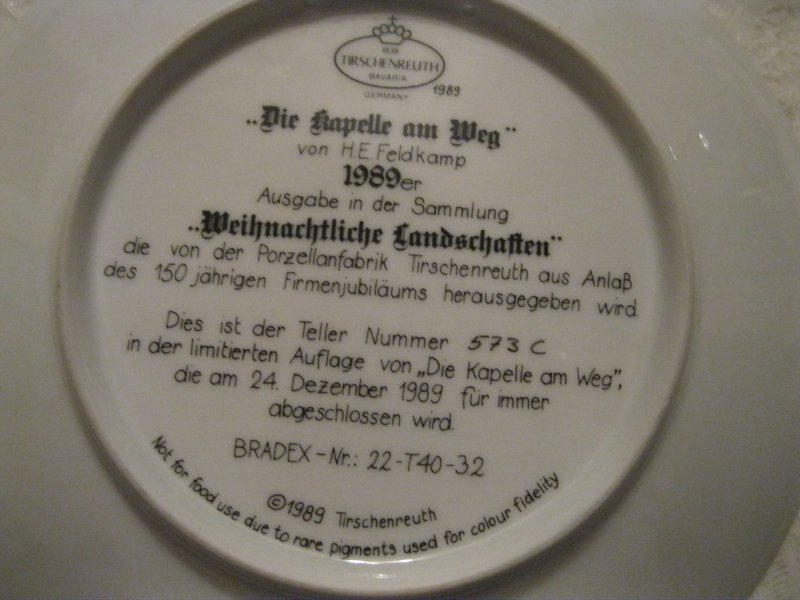 1838
TIRSCHENREUTH
BAVARIA
GERMANY
1989
„Die Kapelle am Weg“
von H.E.Feldkamp
1989er
Ausgabe in der Sammlung
„Weihnachtliche Landschaften“
die von der Porzellanfabrik Tirschenreuth aus Anlaß
des 150jährigen Firmenjubiläums herausgegeben wird.
Dies ist der Teller Nummer 573 C
in der limitierten Auflage von „Die Kapelle am Weg“,
die am 24. Dezember 1989 für immer
abgeschlossen wird.
BRADEX-Nr.: 22-T40-3.2
©1989 Tirschenreuth
Not for food use due to rare pigments used for colour fidelity